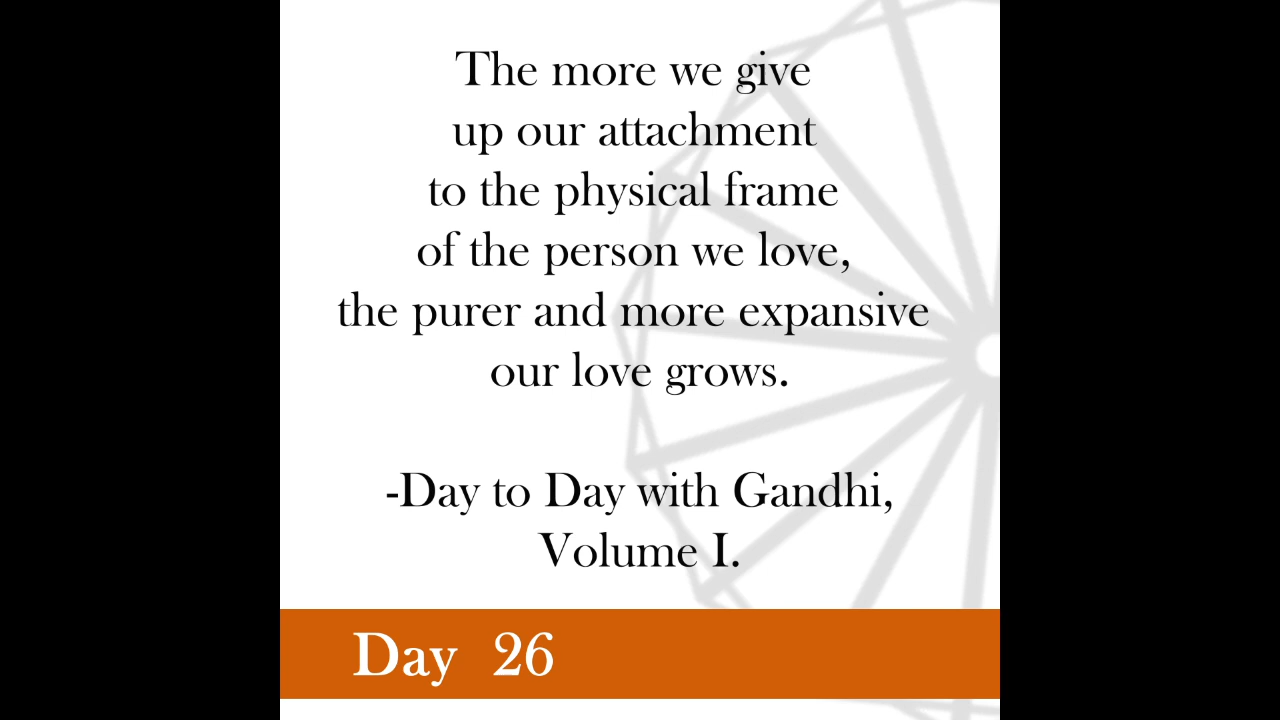 The more we give
up our attachment
to the physical frame
of the person we love,
the purer and more expansive
our love grows.
-Day to Day with Gandhi,
Volume I.
Day 26